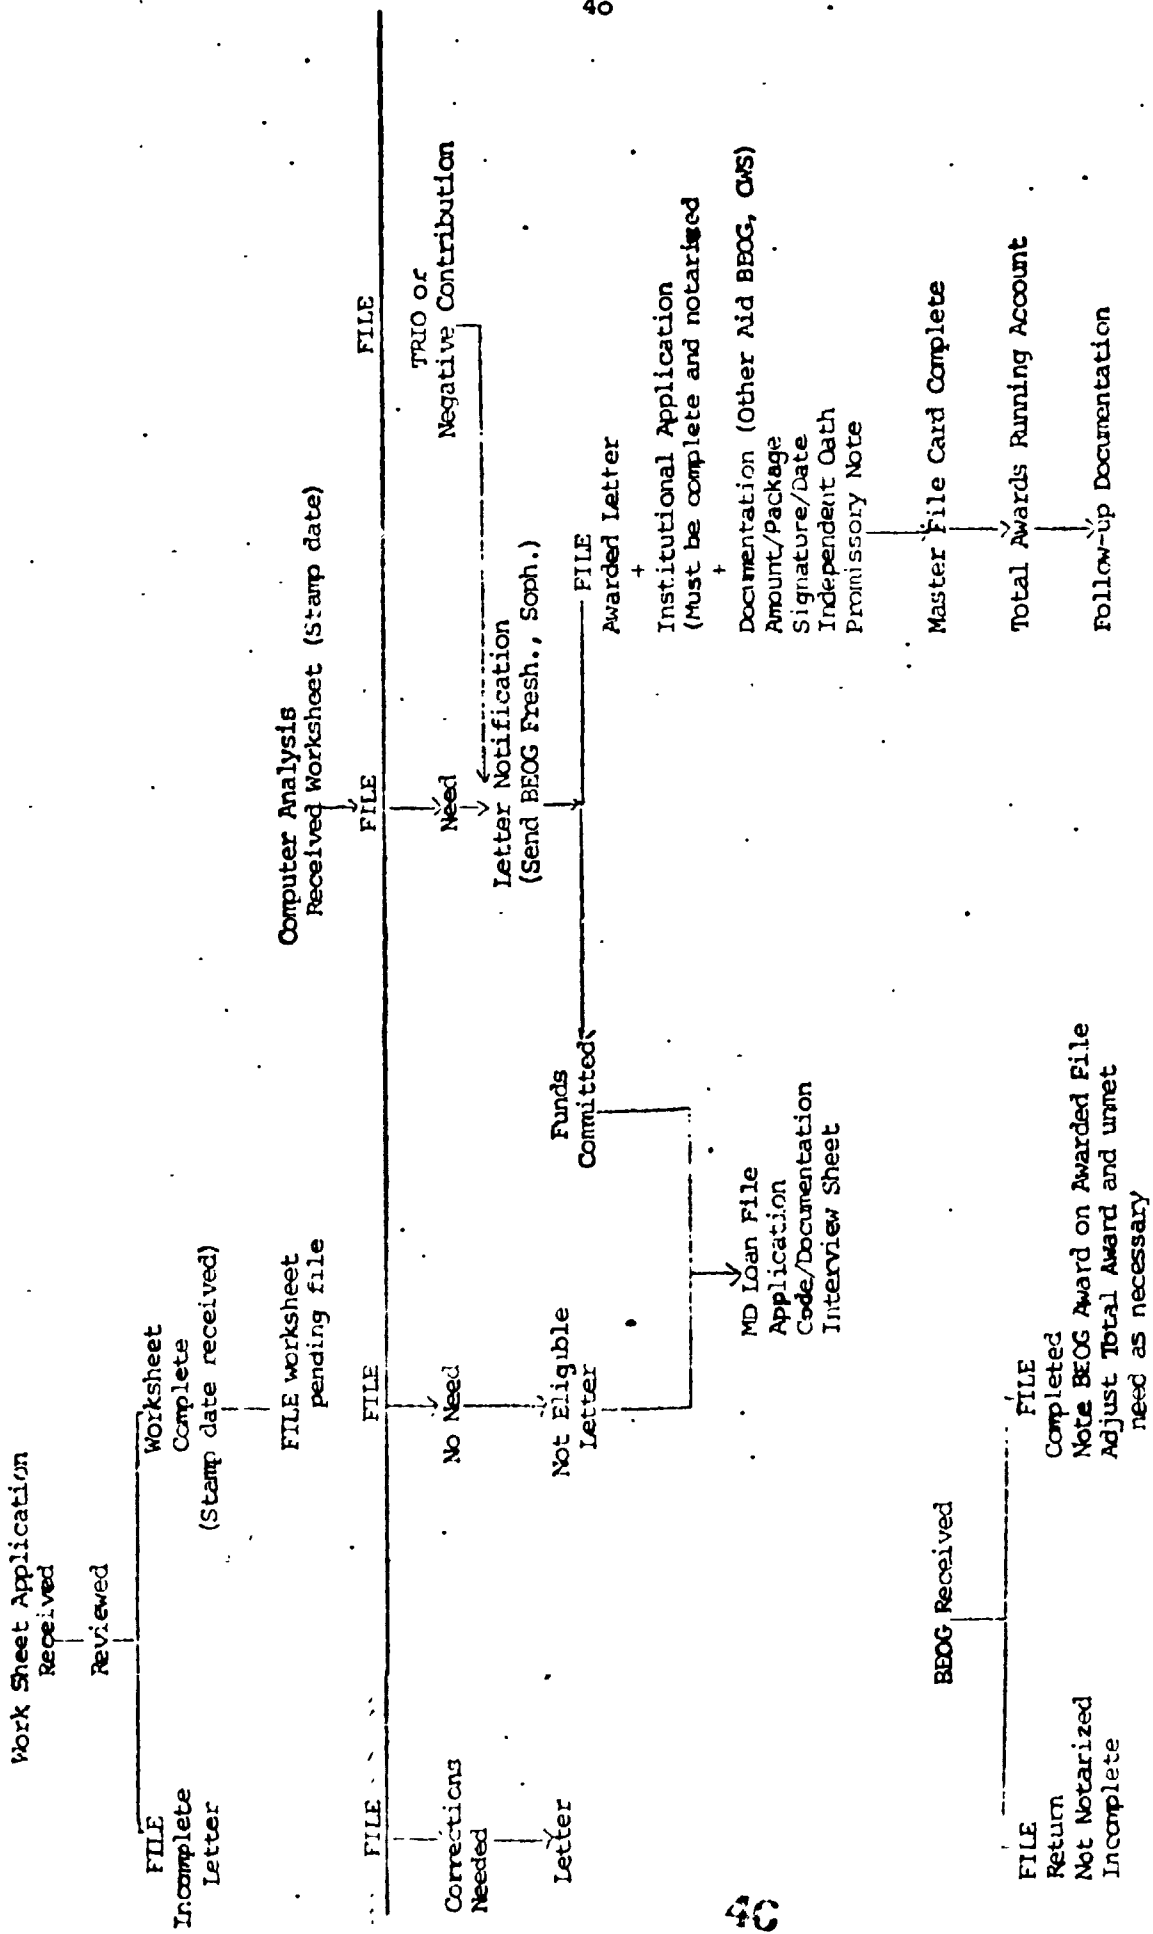 40
Work Sheet Application
Received
Reviewed
FILE
Incomplete
Letter
Worksheet
Complete
(Stamp date received)
FILE worksheet
pending file
Computer Analysis
Received Worksheet (Stamp date)
FILE
Corrections
Needed
Letter
FILE
No Need
Not Eligible
Letter
FILE
Need
Letter Notification
(Send BEOG Fresh., Soph.)
FILE
TRIO or
Negative Contribution
Funds
Committed
MD Loan File
Application
Code/Documentation
Interview Sheet
FILE
Awarded Letter
+
Institutional Application
(Must be complete and notarized
+
Documentation (Other Aid BEOG, CWS)
Amount/Package
Signature/Date
Independent Oath
Promissory Note
Master File Card Complete
Total Awards Running Account
Follow-up Documentation
BEOG Received
FILE
Return
Not Notarized
Incomplete
FILE
Completed
Note BEOG Award on Awarded File
Adjust Total Award and unmet
need as necessary
40